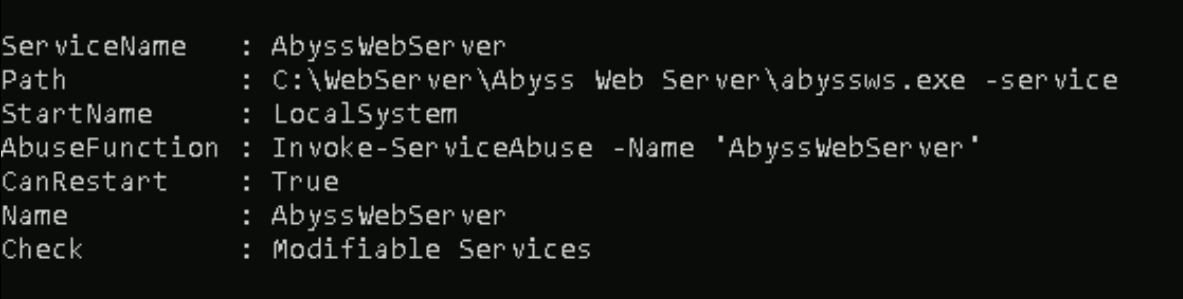 ServiceName   : AbyssWebServer
Path          : C:\WebServer\Abyss Web Server\abyssws.exe -service
StartName     : LocalSystem
AbuseFunction : Invoke-ServiceAbuse -Name 'AbyssWebServer'
CanRestart    : True
Name          : AbyssWebServer
Check         : Modifiable Services